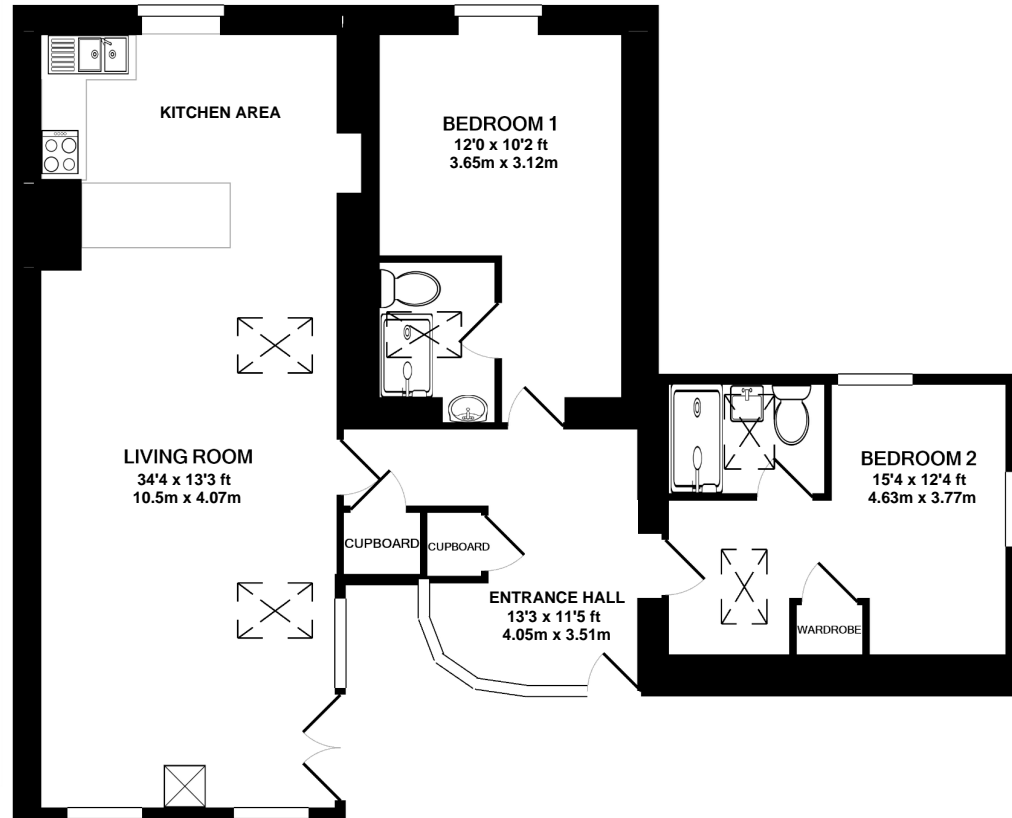 KITCHEN AREA
BEDROOM 1
12'0 x 10'2 ft
3.65m x 3.12m
LIVING ROOM
34'4 x 13'3 ft
10.5m x 4.07m
BEDROOM 2
15'4 x 12'4 ft
4.63m x 3.77m
CUPBOARD
CUPBOARD
ENTRANCE HALL
13'3 x 11'5 ft
4.05m x 3.51m
WARDROBE